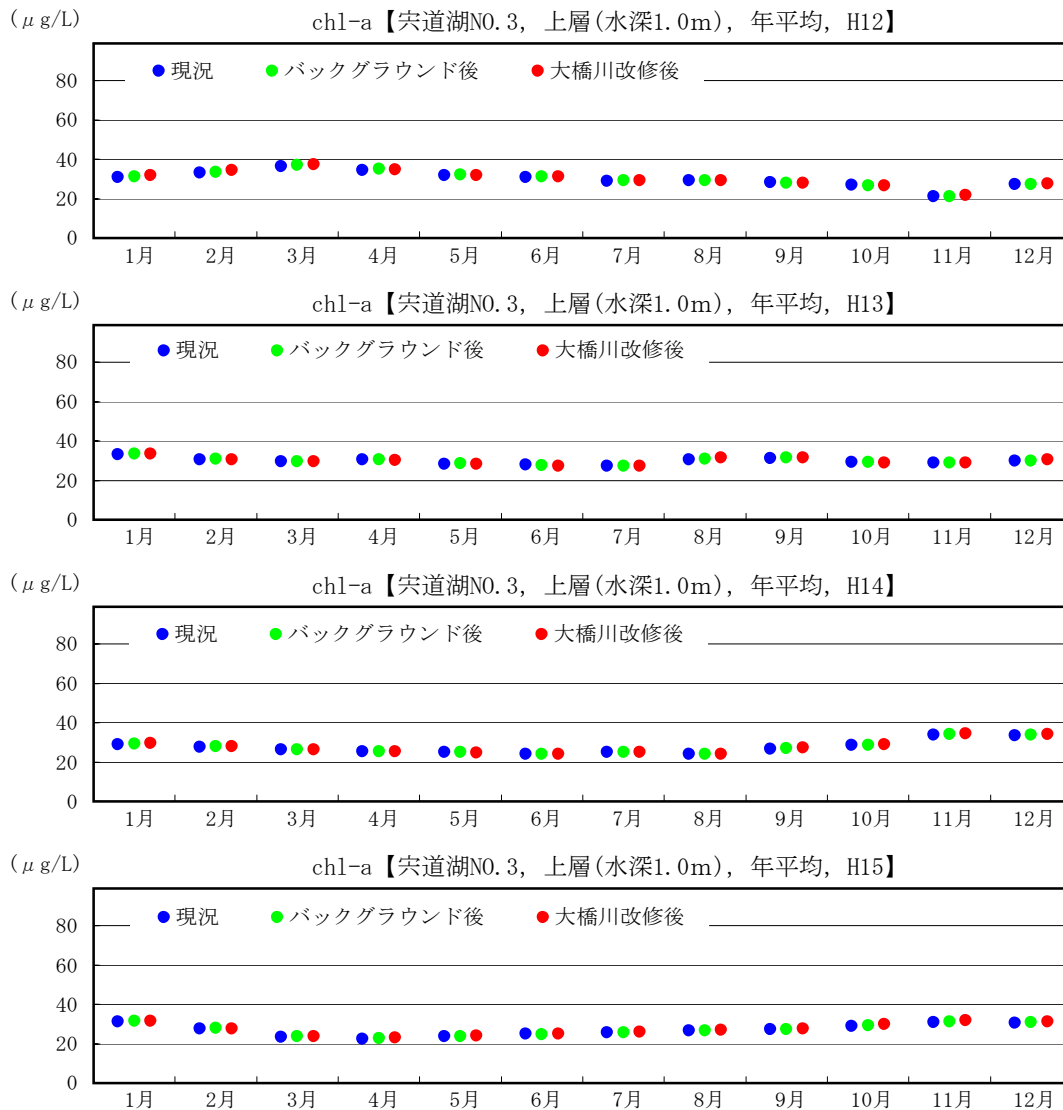 (μg/L) chl-a【宍道湖NO.3, 上層(水深1.0m), 年平均, H12】
80 現況 バックグラウンド後 大橋川改修後
60
40
20
0
1月 2月 3月 4月 5月 6月 7月 8月 9月 10月 11月 12月
(μg/L) chl-a【宍道湖NO.3, 上層(水深1.0m), 年平均, H13】
現況 バックグラウンド後 大橋川改修後
80
60
40
20
0
1月 2月 3月 4月 5月 6月 7月 8月 9月 10月 11月 12月
(μg/L) chl-a【宍道湖NO.3, 上層(水深1.0m), 年平均, H14】
現況 バックグラウンド後 大橋川改修後
80
60
40
20
0
1月 2月 3月 4月 5月 6月 7月 8月 9月 10月 11月 12月
(μg/L) chl-a【宍道湖NO.3, 上層(水深1.0m), 年平均, H15】
現況 バックグラウンド後 大橋川改修後
80
60
40
20
0
1月 2月 3月 4月 5月 6月 7月 8月 9月 10月 11月 12月